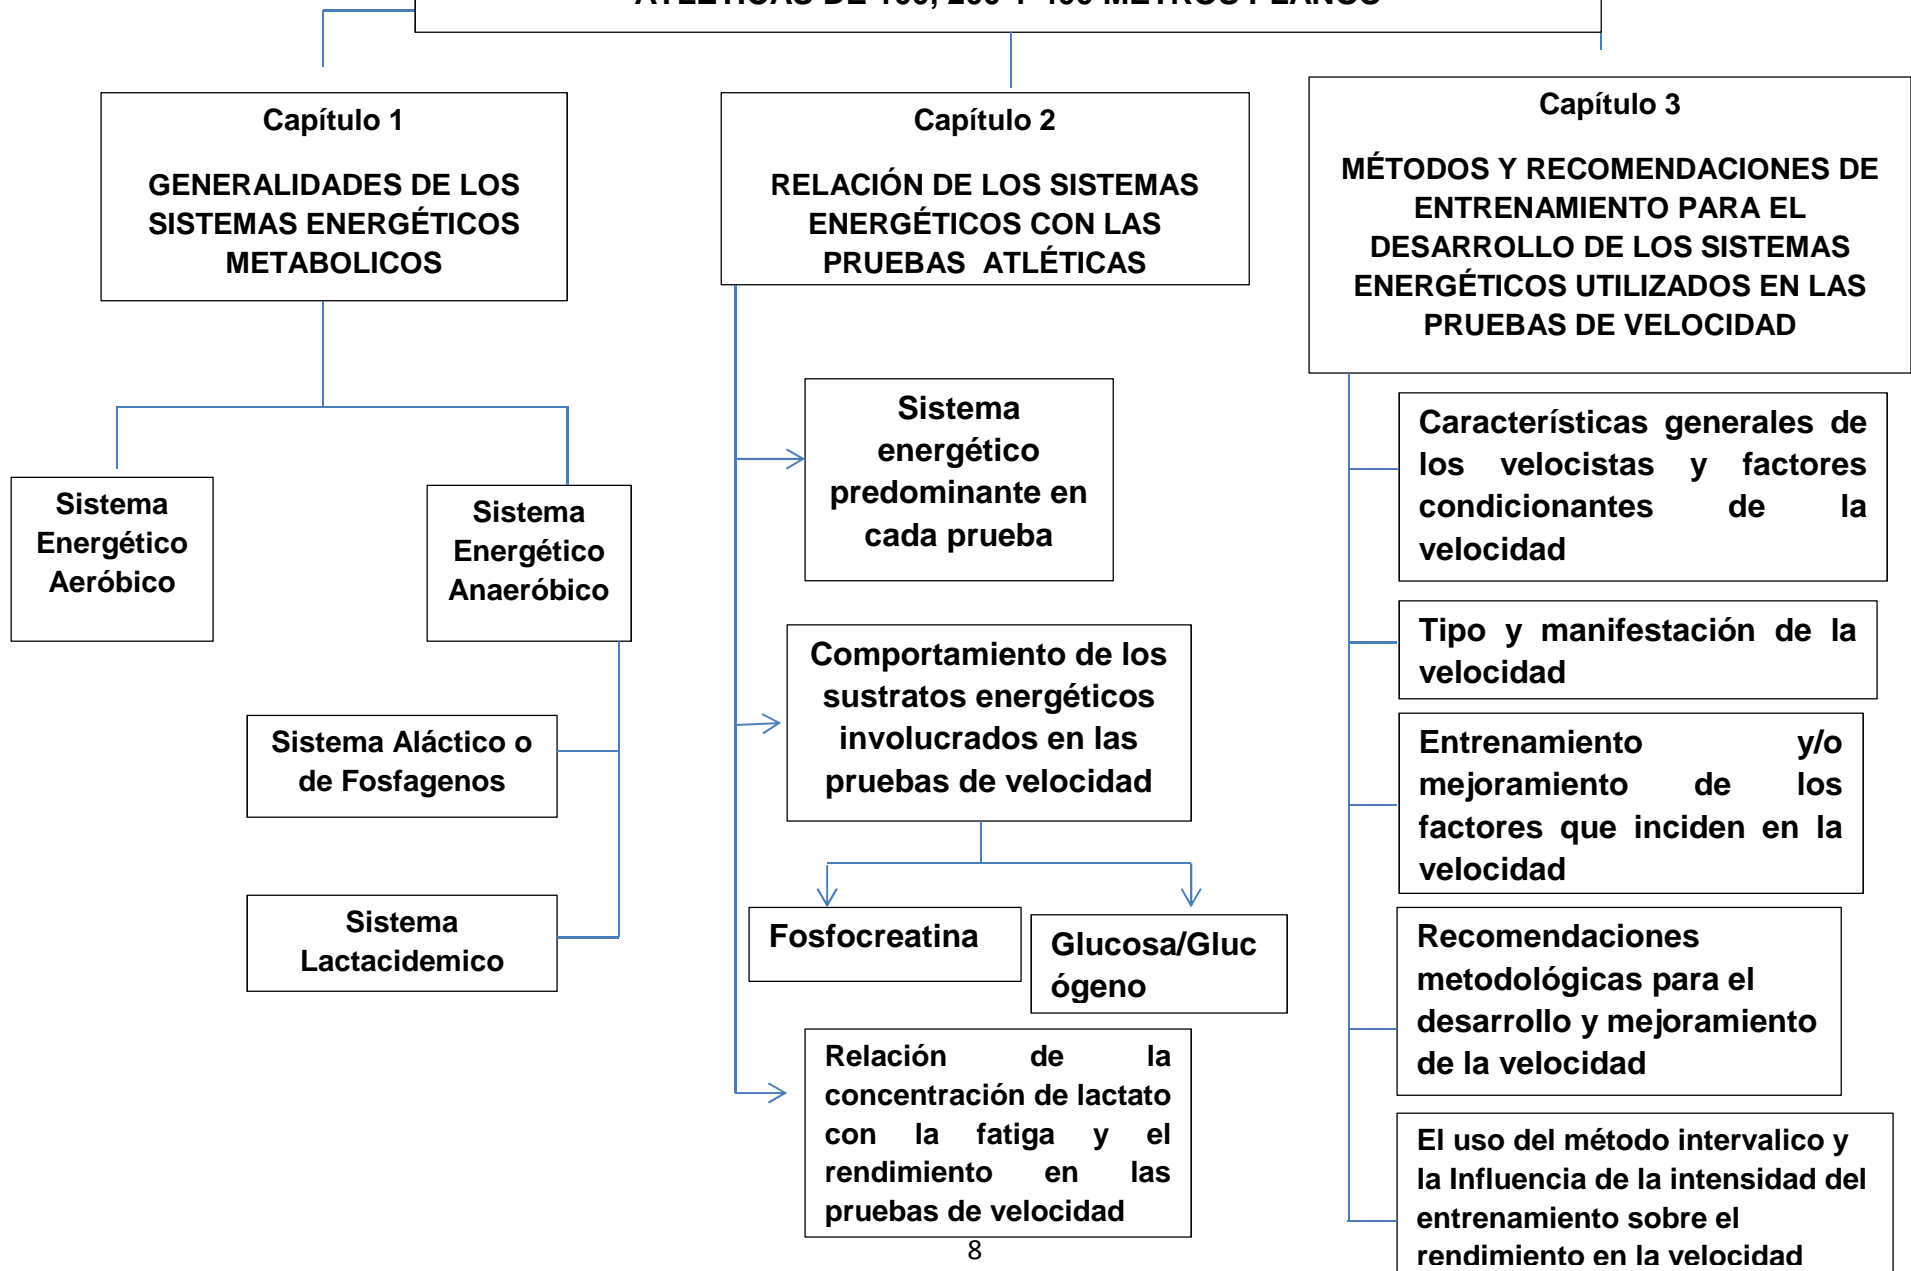 ATLÉTICAS DE 100, 200 Y 400 METROS PLANOS
Capítulo 1
GENERALIDADES DE LOS
SISTEMAS ENERGÉTICOS
METABOLICOS
Sistema
Energético
Aeróbico
Sistema
Energético
Anaeróbico
Sistema Aláctico o
de Fosfagenos
Sistema
Lactacidemico
Capítulo 2
RELACIÓN DE LOS SISTEMAS
ENERGÉTICOS CON LAS
PRUEBAS  ATLÉTICAS
Sistema
energético
predominante en
cada prueba
Comportamiento de los
sustratos energéticos
involucrados en las
pruebas de velocidad
Fosfocreatina
Glucosa/Gluc
ógeno
Relación de la
concentración de lactato
con la fatiga y el
rendimiento en las
pruebas de velocidad
Capítulo 3
MÉTODOS Y RECOMENDACIONES DE
ENTRENAMIENTO PARA EL
DESARROLLO DE LOS SISTEMAS
ENERGÉTICOS UTILIZADOS EN LAS
PRUEBAS DE VELOCIDAD
Características generales de
los velocistas y factores
condicionantes de la
velocidad
Tipo y manifestación de la
velocidad
Entrenamiento y/o
mejoramiento de los
factores que inciden en la
velocidad
Recomendaciones
metodológicas para el
desarrollo y mejoramiento
de la velocidad
El uso del método intervalico y
la Influencia de la intensidad del
entrenamiento sobre el
rendimiento en la velocidad
8